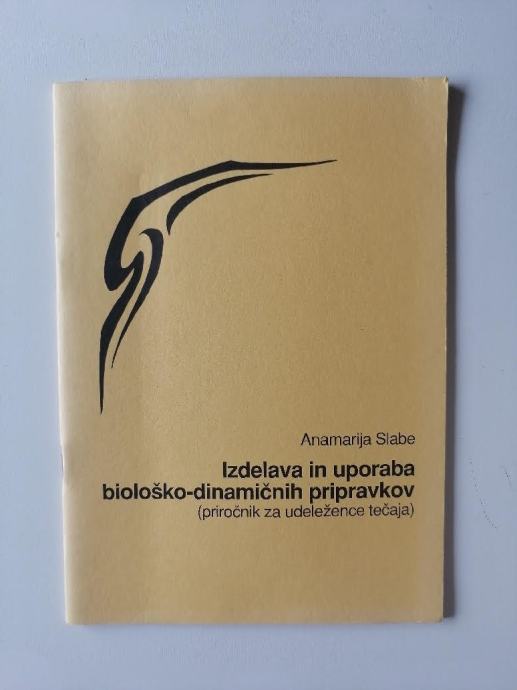 Anamarija Slabe
Izdelava in uporaba
biološko-dinamičnih pripravkov
(priročnik za udeležence tečaja)